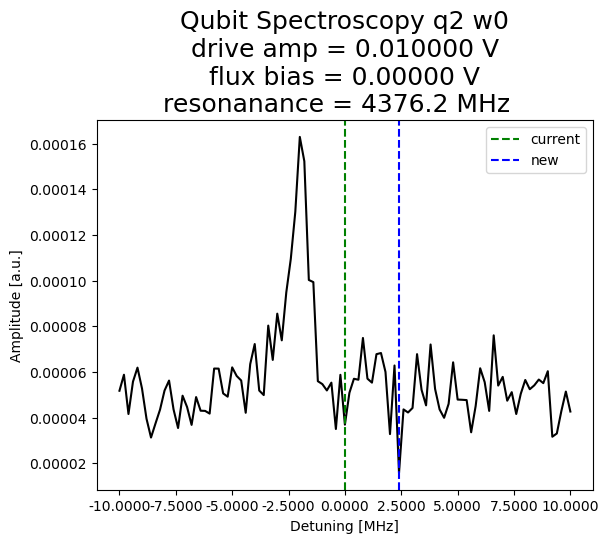 Qubit Spectroscopy q2 w0
drive amp = 0.010000 V
flux bias = 0.00000 V
resonanance = 4376.2 MHz
current
new
0.00016
0.00014
0.00012
0.00010
0.00008
0.00006
0.00004
0.00002
Amplitude [a.u.]
-10.0000 -7.5000 -5.0000 -2.5000 0.0000 2.5000 5.0000 7.5000 10.0000
Detuning [MHz]